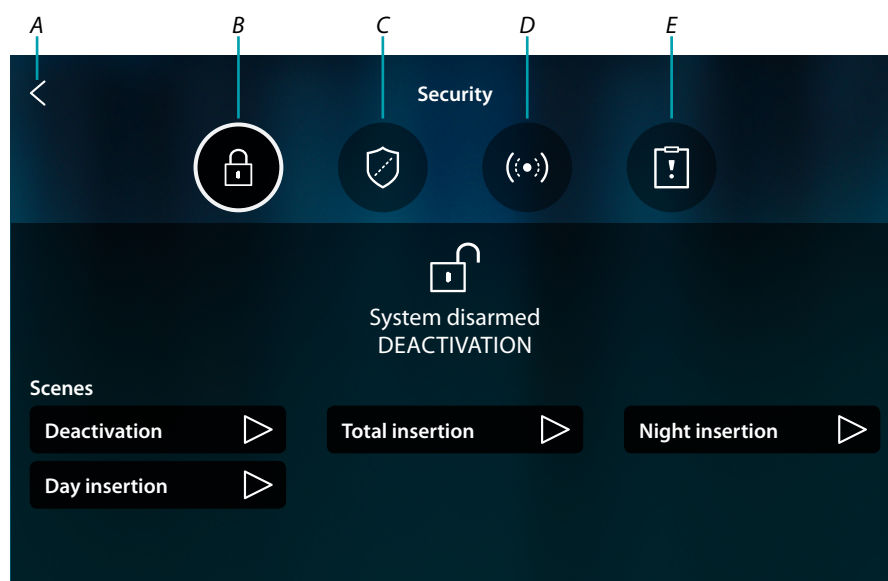 A B C D E
Security
System disarmed
DEACTIVATION
Scenes
Deactivation Total insertion Night insertion
Day insertion